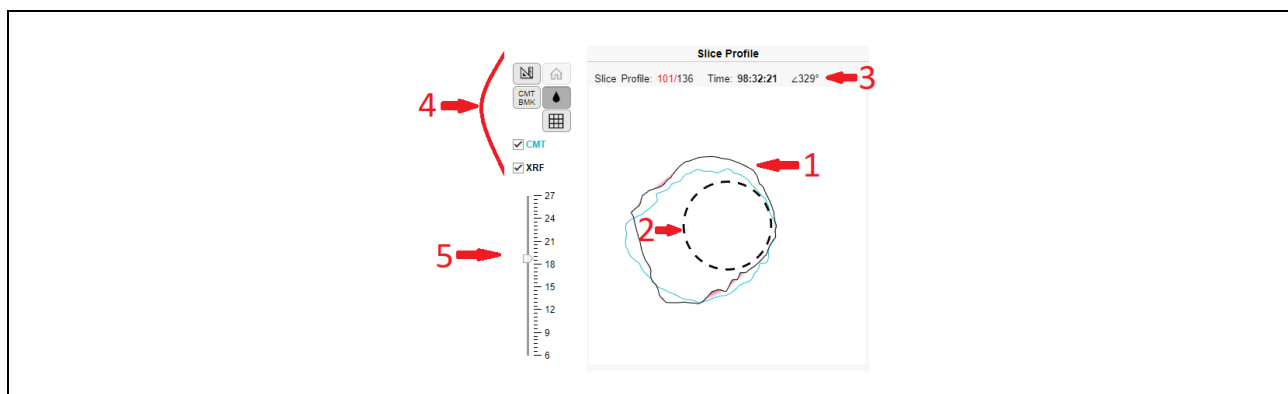 Slice Profile
Slice Profile: 101/136 Time: 98:32:21 ∠329°
3
4
CMT
BMK
CMT
XRF
1
2
5
27
24
21
18
15
12
9
6